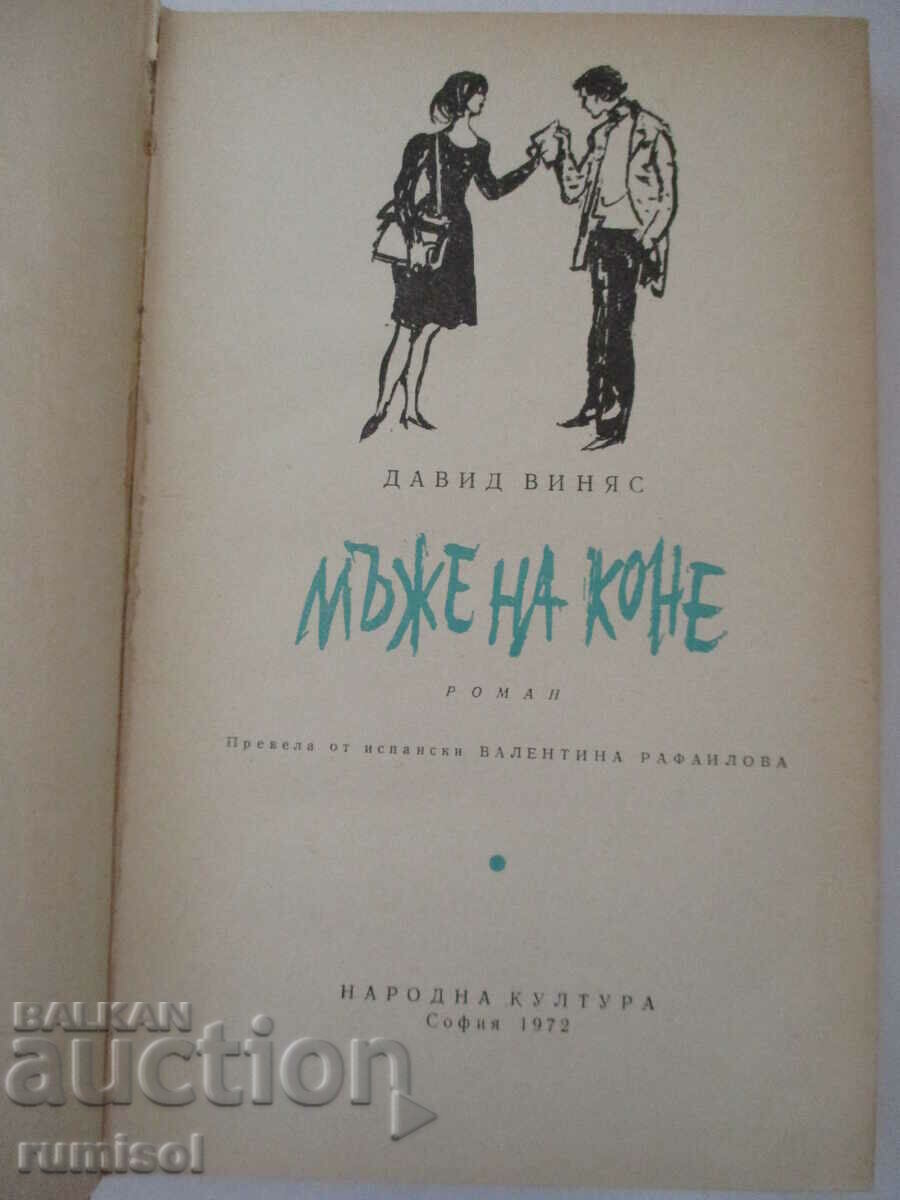 ДАВИД ВИНЯС
МЪЖЕ НА КОНЕ
РОМАН
Превела от испански ВАЛЕНТИНА РАФАИЛОВА
НАРОДНА КУЛТУРА
София 1972
BALKAN
auction
rumisol